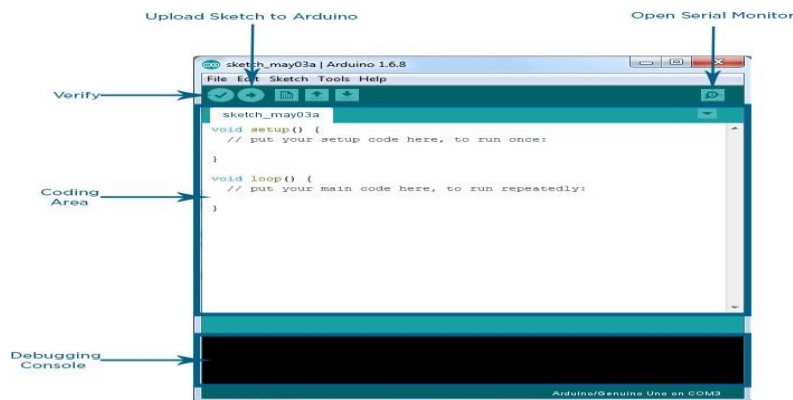 Upload Sketch to Arduino
Open Serial Monitor
sketch_may03a | Arduino 1.6.8
File Edit Sketch Tools Help
Verify
sketch_may03a
void setup() {
// put your setup code here, to run once:
}
void loop() {
// put your main code here, to run repeatedly:
}
Coding
Area
Debugging
Console
Arduino/Genuino Uno on COM3